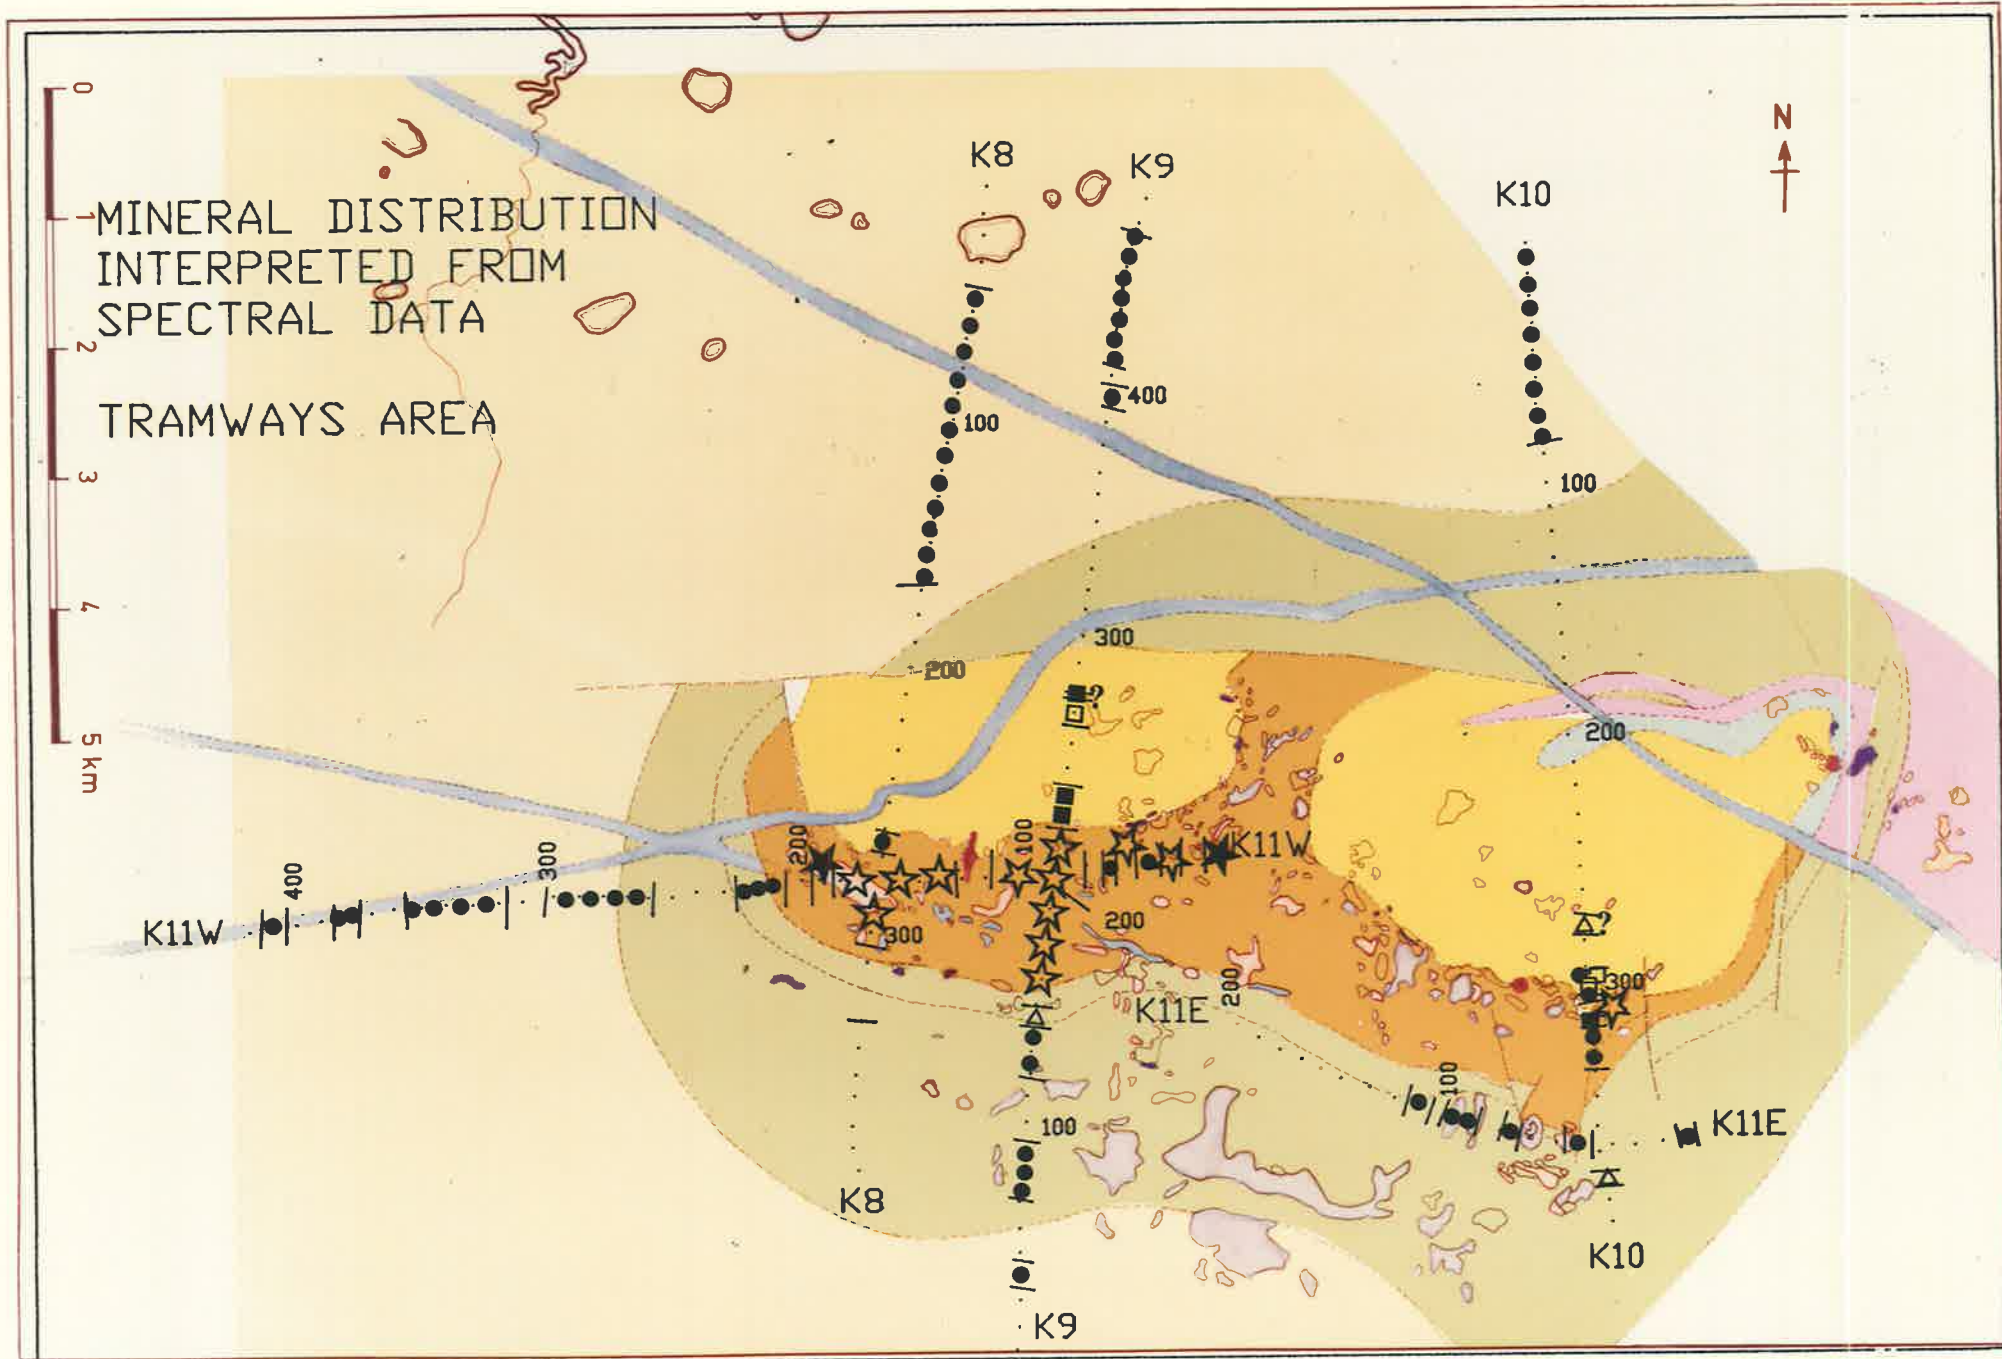 0
K8
K9
N
K10
1
MINERAL DISTRIBUTION
INTERPRETED FROM
SPECTRAL DATA
2
400
TRAMWAYS AREA
100
3
100
4
300
200
?
200
5 km
200
100
K11W
300
400
?
K11W
300
200
200
300
K11E
100
100
K11E
K8
K10
K9